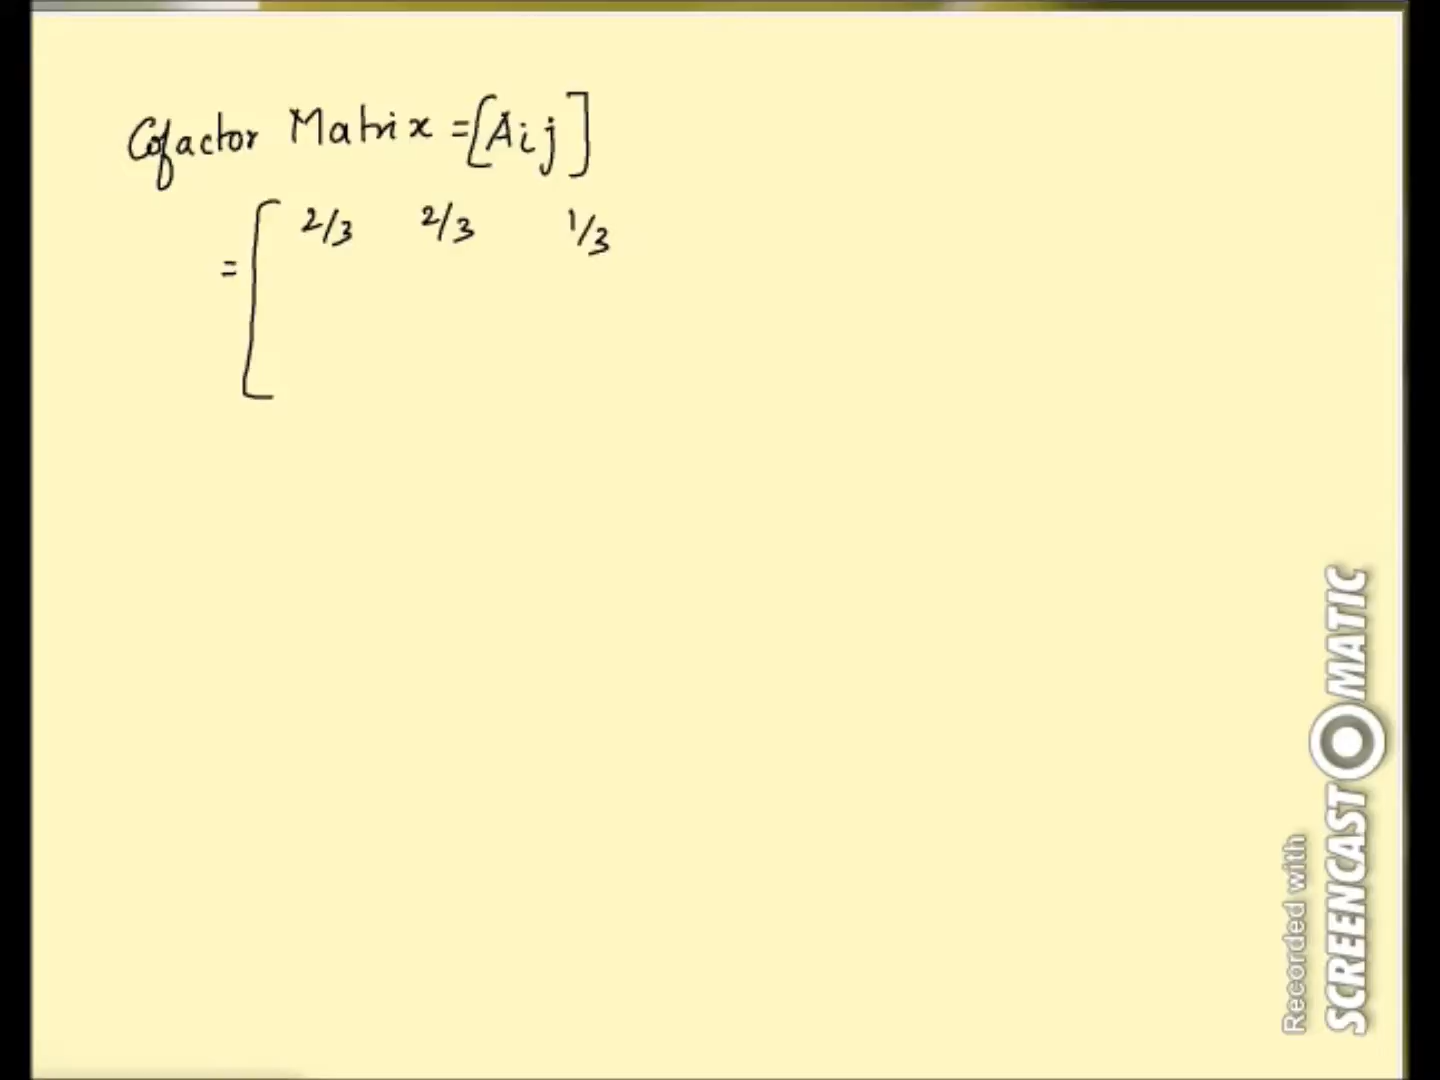 Cofactor Matrix = [Aij]
= [ 2/3 2/3 1/3
Recorded with
SCREENCAST MATIC